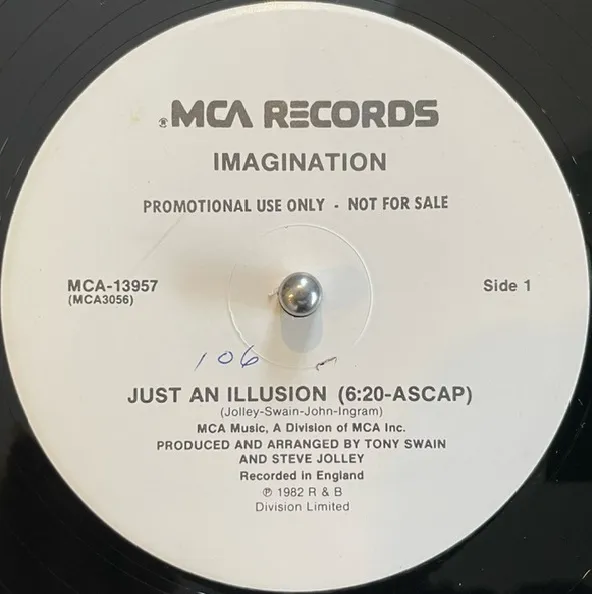 ® MCA RECORDS
IMAGINATION
PROMOTIONAL USE ONLY - NOT FOR SALE
MCA-13957 Side 1
(MCA3056)
106
JUST AN ILLUSION (6:20-ASCAP)
(Jolley-Swain-John-Ingram)
MCA Music, A Division of MCA Inc.
PRODUCED AND ARRANGED BY TONY SWAIN
AND STEVE JOLLEY
Recorded in England
℗ 1982 R & B
Division Limited